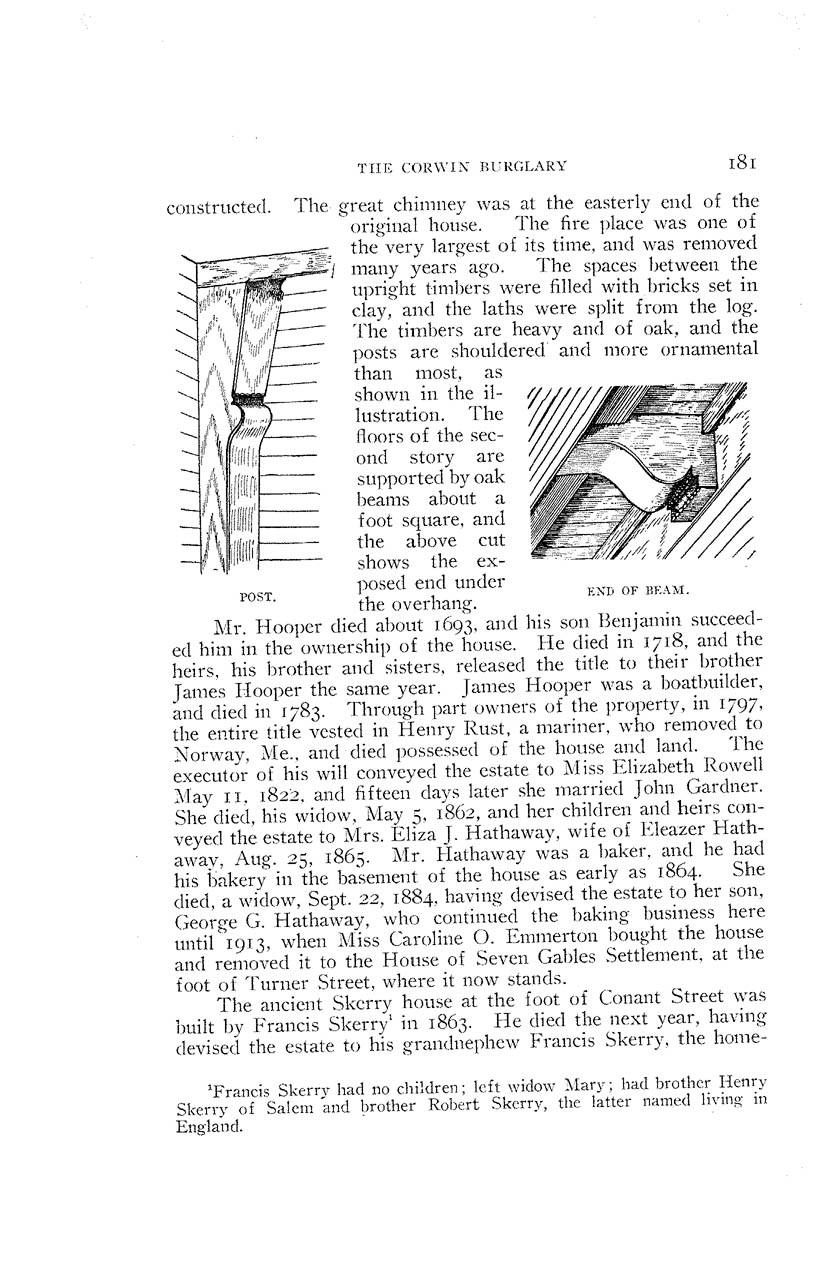 THE CORWIN BURGLARY 181
constructed. The great chimney was at the easterly end of the
original house. The fire place was one of
the very largest of its time, and was removed
many years ago. The spaces between the
upright timbers were filled with bricks set in
clay, and the laths were split from the log.
The timbers are heavy and of oak, and the
posts are shouldered and more ornamental
than most, as
shown in the il-
lustration. The
floors of the sec-
ond story are
supported by oak
beams about a
foot square, and
the above cut
shows the ex-
posed end under
the overhang.
POST.
END OF BEAM.
Mr. Hooper died about 1693, and his son Benjamin succeed-
ed him in the ownership of the house. He died in 1718, and the
heirs, his brother and sisters, released the title to their brother
James Hooper the same year. James Hooper was a boatbuilder,
and died in 1783. Through part owners of the property, in 1797,
the entire title vested in Henry Rust, a mariner, who removed to
Norway, Me., and died possessed of the house and land. The
executor of his will conveyed the estate to Miss Elizabeth Rowell
May 11, 1822, and fifteen days later she married John Gardner.
She died, his widow, May 5, 1862, and her children and heirs con-
veyed the estate to Mrs. Eliza J. Hathaway, wife of Eleazer Hath-
away, Aug. 25, 1865. Mr. Hathaway was a baker, and he had
his bakery in the basement of the house as early as 1864. She
died, a widow, Sept. 22, 1884, having devised the estate to her son,
George G. Hathaway, who continued the baking business here
until 1913, when Miss Caroline O. Emmerton bought the house
and removed it to the House of Seven Gables Settlement, at the
foot of Turner Street, where it now stands.
The ancient Skerry house at the foot of Conant Street was
built by Francis Skerry¹ in 1863. He died the next year, having
devised the estate to his grandnephew Francis Skerry, the home-
¹Francis Skerry had no children; left widow Mary; had brother Henry
Skerry of Salem and brother Robert Skerry, the latter named living in
England.